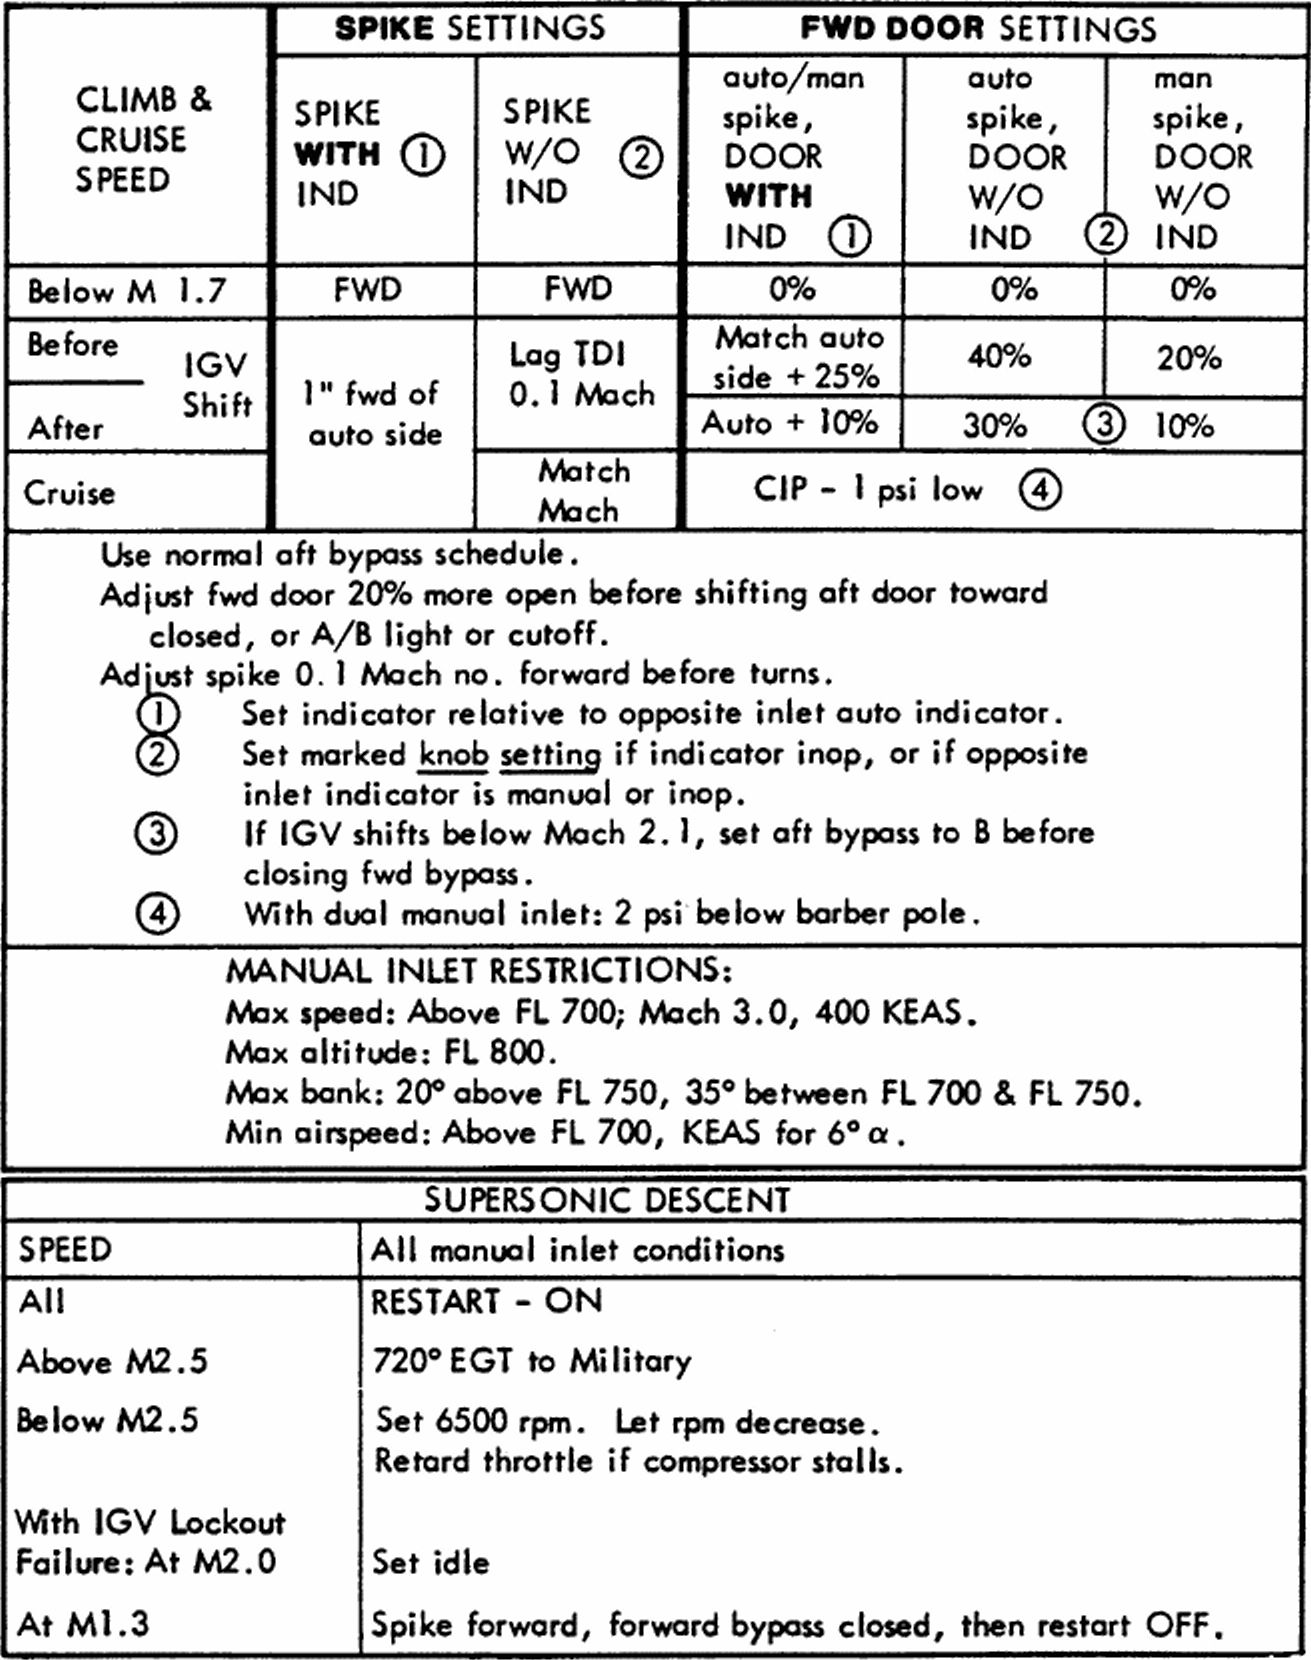 SPIKE SETTINGS
FWD DOOR SETTINGS
CLIMB &
CRUISE
SPEED
SPIKE
WITH ①
IND
SPIKE
W/O ②
IND
auto/man
spike,
DOOR
WITH
IND ①
auto
spike,
DOOR
W/O
IND
②
man
spike,
DOOR
W/O
IND
Below M 1.7
FWD
FWD
0%
0%
0%
Before
IGV
Shift
After
1" fwd of
auto side
Lag TDI
0.1 Mach
Match auto
side + 25%
40%
20%
Auto + 10%
30%
③
10%
Cruise
Match
Mach
CIP - 1 psi low ④
Use normal aft bypass schedule.
Adjust fwd door 20% more open before shifting aft door toward
closed, or A/B light or cutoff.
Adjust spike 0.1 Mach no. forward before turns.
① Set indicator relative to opposite inlet auto indicator.
② Set marked knob setting if indicator inop, or if opposite
inlet indicator is manual or inop.
③ If IGV shifts below Mach 2.1, set aft bypass to B before
closing fwd bypass.
④ With dual manual inlet: 2 psi below barber pole.
MANUAL INLET RESTRICTIONS:
Max speed: Above FL 700; Mach 3.0, 400 KEAS.
Max altitude: FL 800.
Max bank: 20° above FL 750, 35° between FL 700 & FL 750.
Min airspeed: Above FL 700, KEAS for 6° α.
SUPERSONIC DESCENT
SPEED
All manual inlet conditions
All
RESTART - ON
Above M2.5
720° EGT to Military
Below M2.5
Set 6500 rpm. Let rpm decrease.
Retard throttle if compressor stalls.
With IGV Lockout
Failure: At M2.0
Set idle
At M1.3
Spike forward, forward bypass closed, then restart OFF.